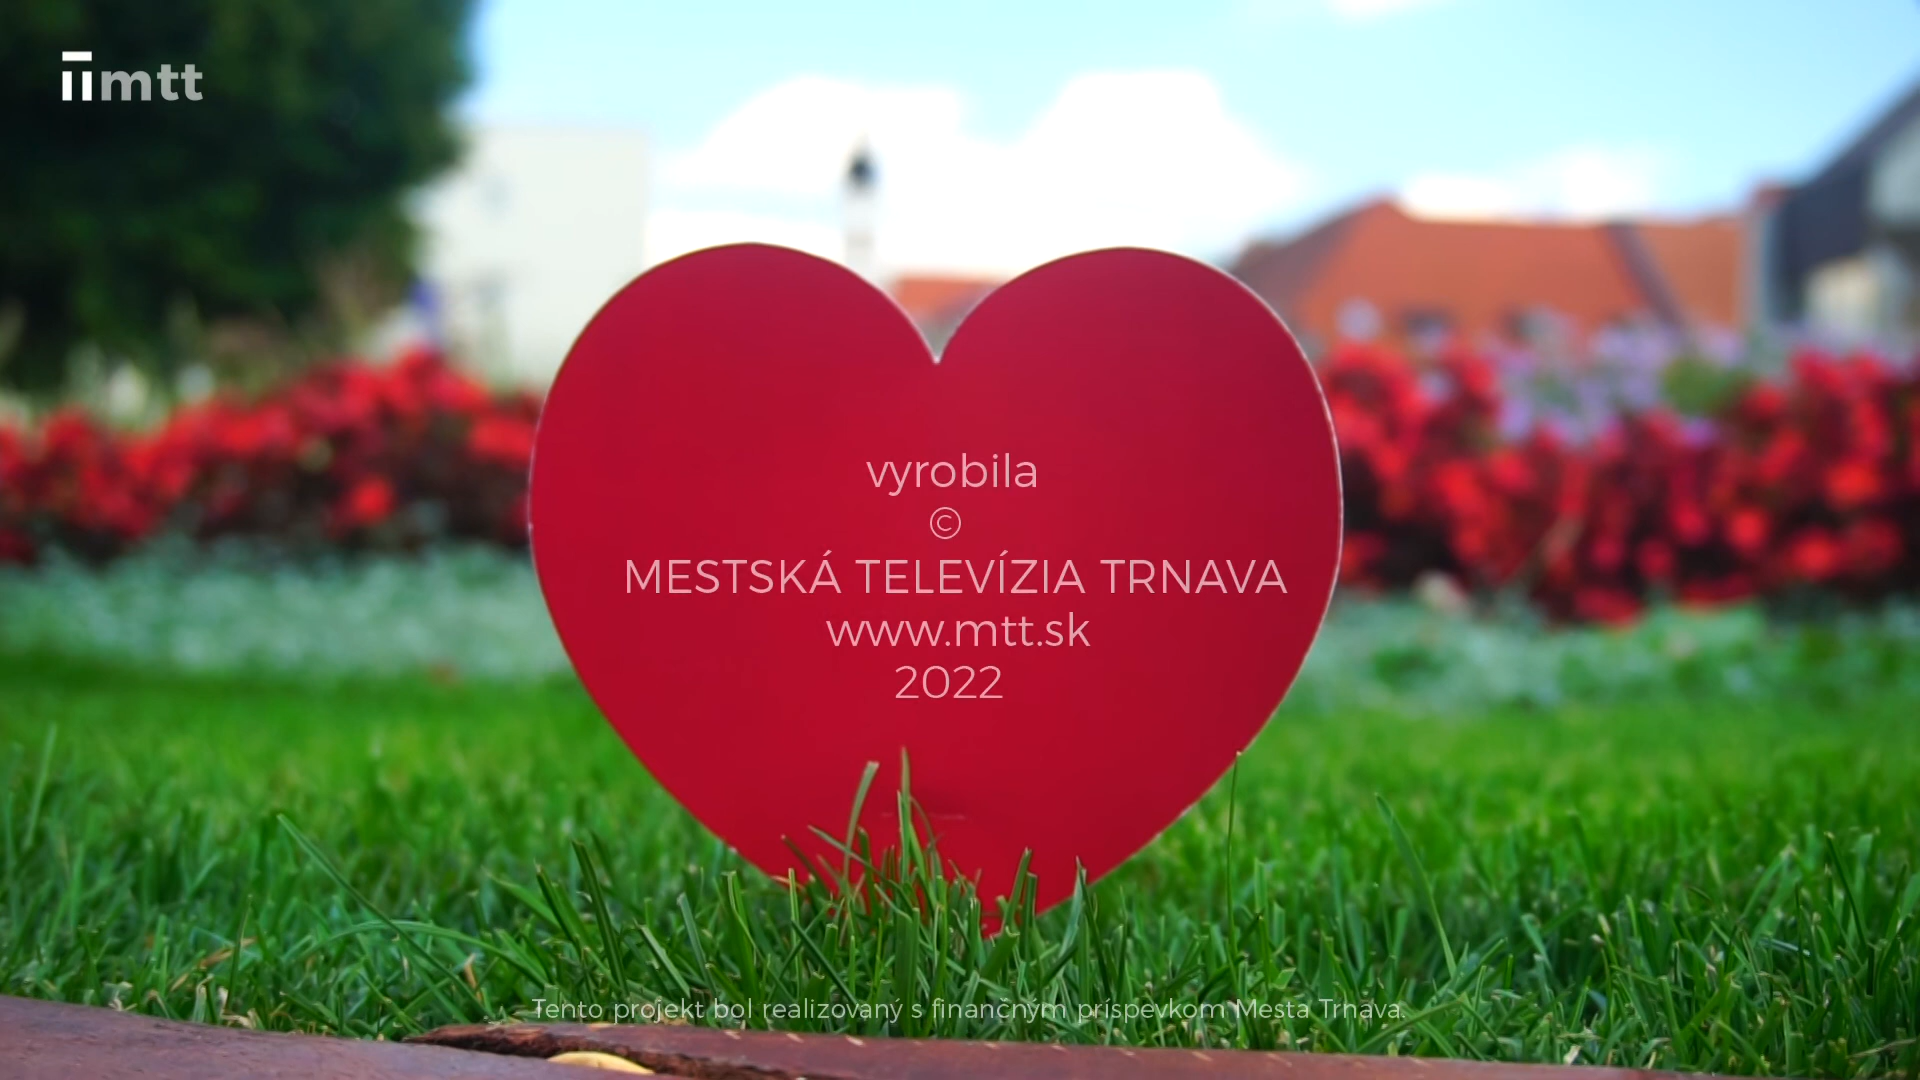 mtt
vyrobila
©
MESTSKÁ TELEVÍZIA TRNAVA
www.mtt.sk
2022
Tento projekt bol realizovaný s finančným príspevkom Mesta Trnava.